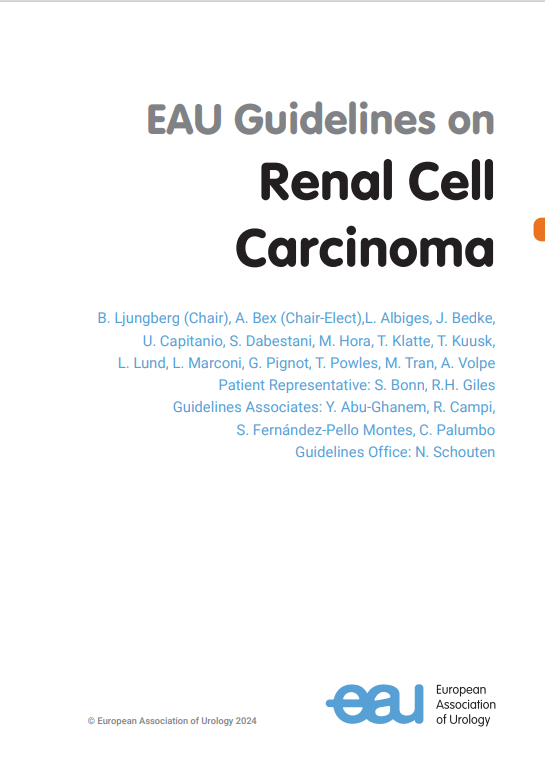 EAU Guidelines on
Renal Cell
Carcinoma
B. Ljungberg (Chair), A. Bex (Chair-Elect),L. Albiges, J. Bedke,
U. Capitanio, S. Dabestani, M. Hora, T. Klatte, T. Kuusk,
L. Lund, L. Marconi, G. Pignot, T. Powles, M. Tran, A. Volpe
Patient Representative: S. Bonn, R.H. Giles
Guidelines Associates: Y. Abu-Ghanem, R. Campi,
S. Fernández-Pello Montes, C. Palumbo
Guidelines Office: N. Schouten
© European Association of Urology 2024
eau
European
Association
of Urology